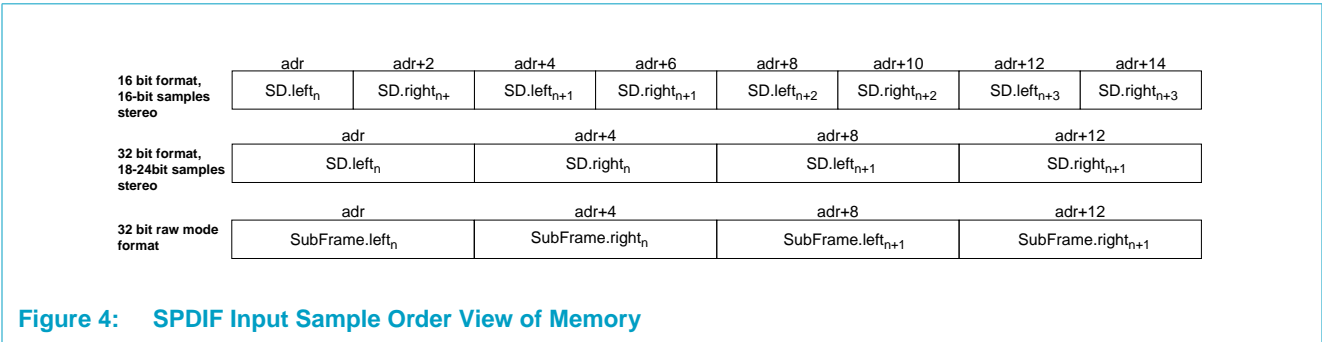 adr adr+2 adr+4 adr+6 adr+8 adr+10 adr+12 adr+14
16 bit format,
16-bit samples
stereo
SD.leftₙ SD.rightₙ₊ SD.leftₙ₊₁ SD.rightₙ₊₁ SD.leftₙ₊₂ SD.rightₙ₊₂ SD.leftₙ₊₃ SD.rightₙ₊₃
adr adr+4 adr+8 adr+12
32 bit format,
18-24bit samples
stereo
SD.leftₙ SD.rightₙ SD.leftₙ₊₁ SD.rightₙ₊₁
adr adr+4 adr+8 adr+12
32 bit raw mode
format
SubFrame.leftₙ SubFrame.rightₙ SubFrame.leftₙ₊₁ SubFrame.rightₙ₊₁
Figure 4: SPDIF Input Sample Order View of Memory